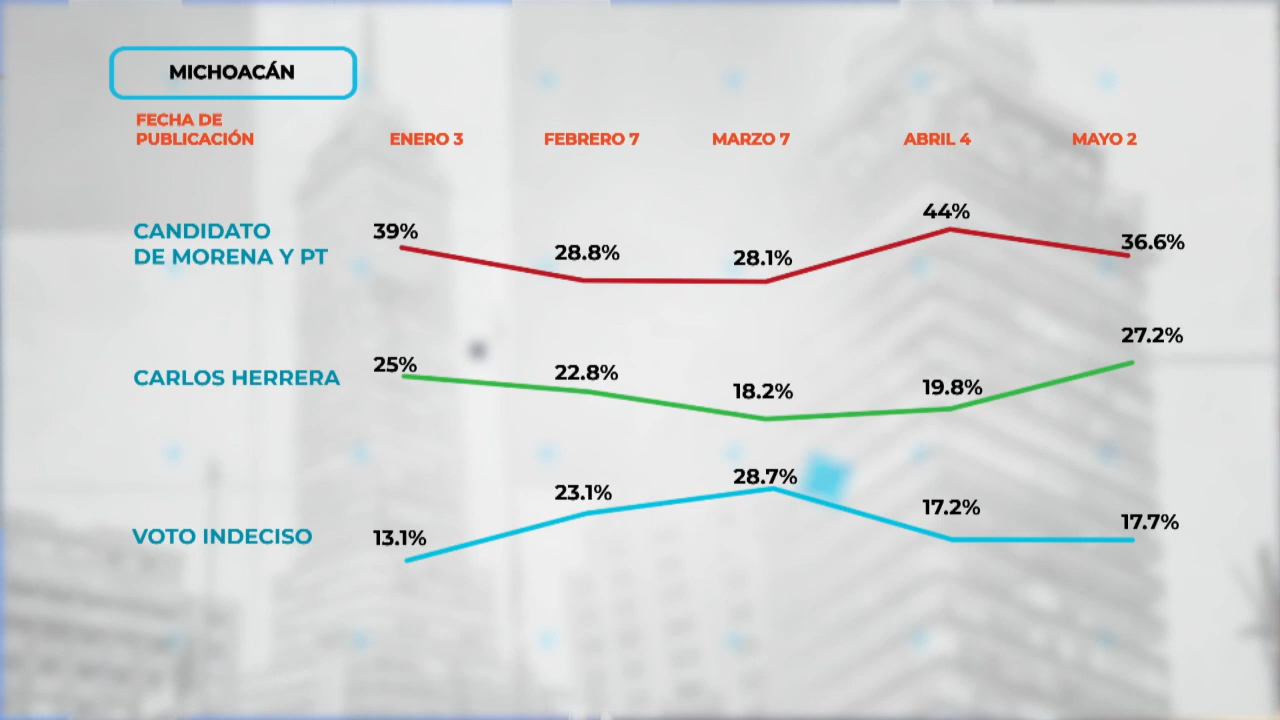 MICHOACÁN
FECHA DE
PUBLICACIÓN
ENERO 3
FEBRERO 7
MARZO 7
ABRIL 4
MAYO 2
CANDIDATO
DE MORENA Y PT
39%
28.8%
28.1%
44%
36.6%
CARLOS HERRERA
25%
22.8%
18.2%
19.8%
27.2%
VOTO INDECISO
13.1%
23.1%
28.7%
17.2%
17.7%